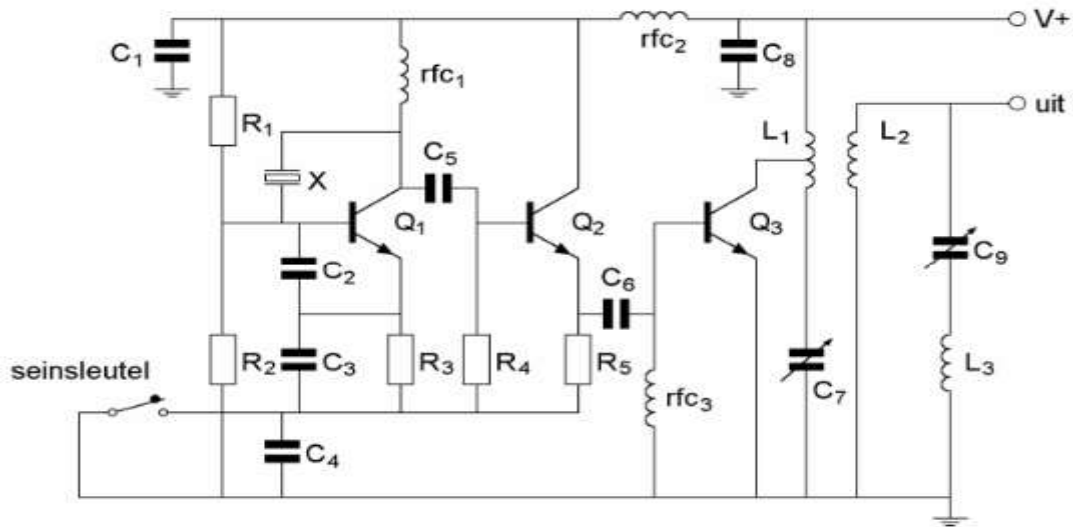 V+
C1
rfc1
rfc2
C8
uit
R1
X
C5
L1
L2
Q1
Q2
Q3
C9
C2
C6
seinsleutel
R2
C3
R3
R4
R5
rfc3
C7
L3
C4